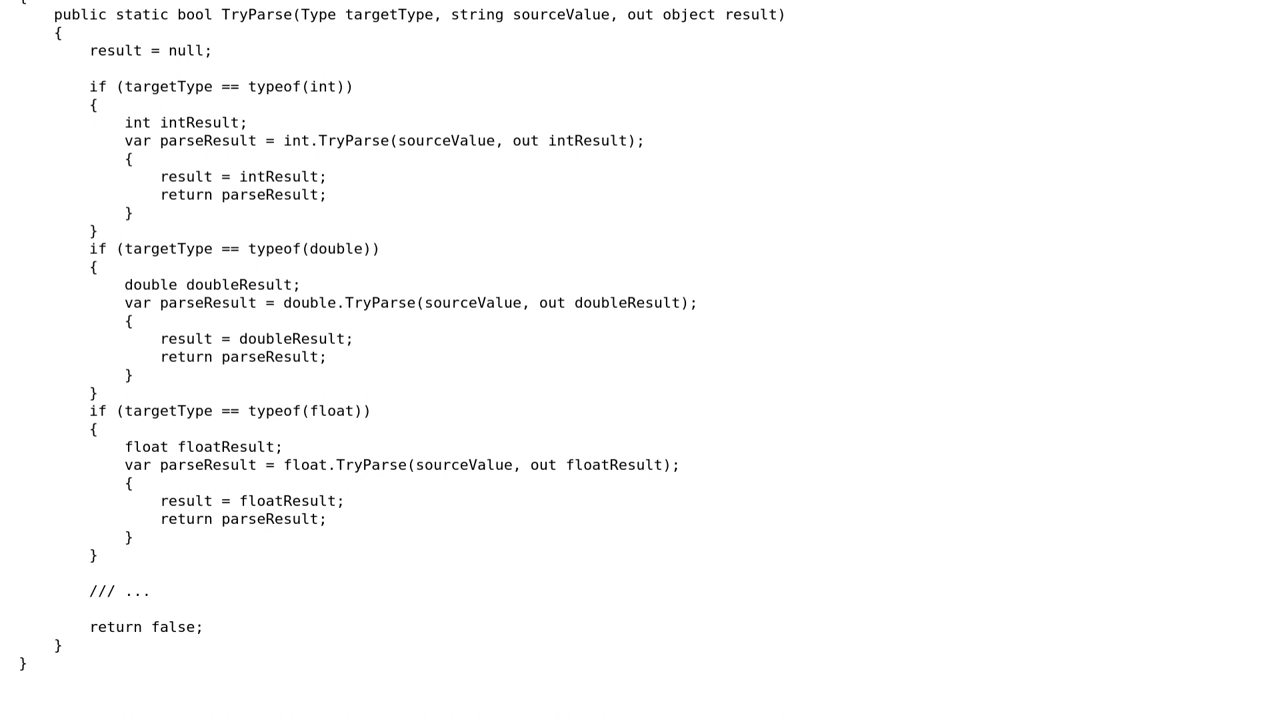 {
public static bool TryParse(Type targetType, string sourceValue, out object result)
{
result = null;
if (targetType == typeof(int))
{
int intResult;
var parseResult = int.TryParse(sourceValue, out intResult);
{
result = intResult;
return parseResult;
}
}
if (targetType == typeof(double))
{
double doubleResult;
var parseResult = double.TryParse(sourceValue, out doubleResult);
{
result = doubleResult;
return parseResult;
}
}
if (targetType == typeof(float))
{
float floatResult;
var parseResult = float.TryParse(sourceValue, out floatResult);
{
result = floatResult;
return parseResult;
}
}
/// ...
return false;
}
}